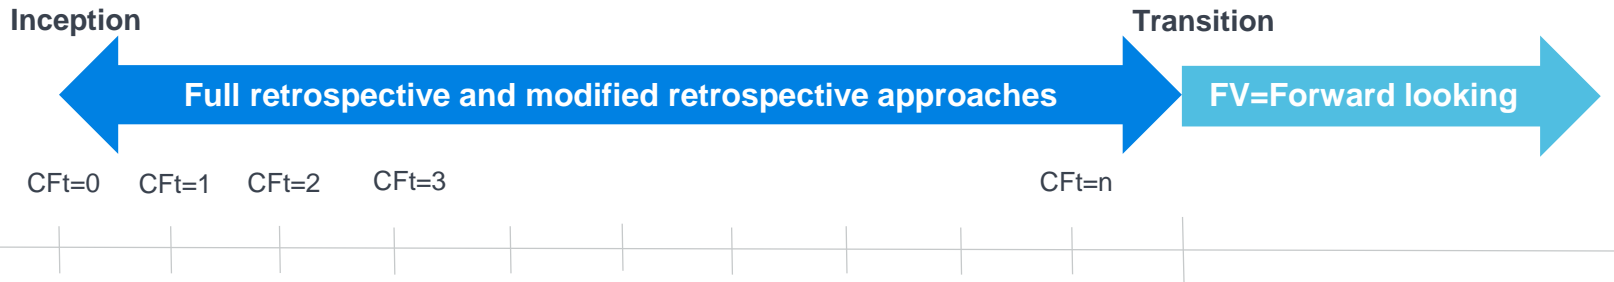 Inception
Transition
Full retrospective and modified retrospective approaches
FV=Forward looking
CFt=0
CFt=1
CFt=2
CFt=3
CFt=n